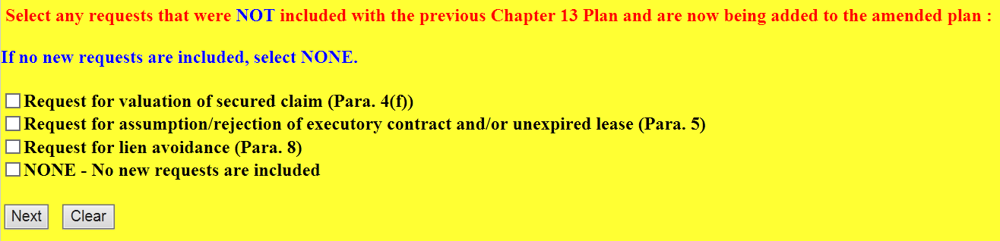 Select any requests that were NOT included with the previous Chapter 13 Plan and are now being added to the amended plan :
If no new requests are included, select NONE.
Request for valuation of secured claim (Para. 4(f))
Request for assumption/rejection of executory contract and/or unexpired lease (Para. 5)
Request for lien avoidance (Para. 8)
NONE - No new requests are included
Next Clear